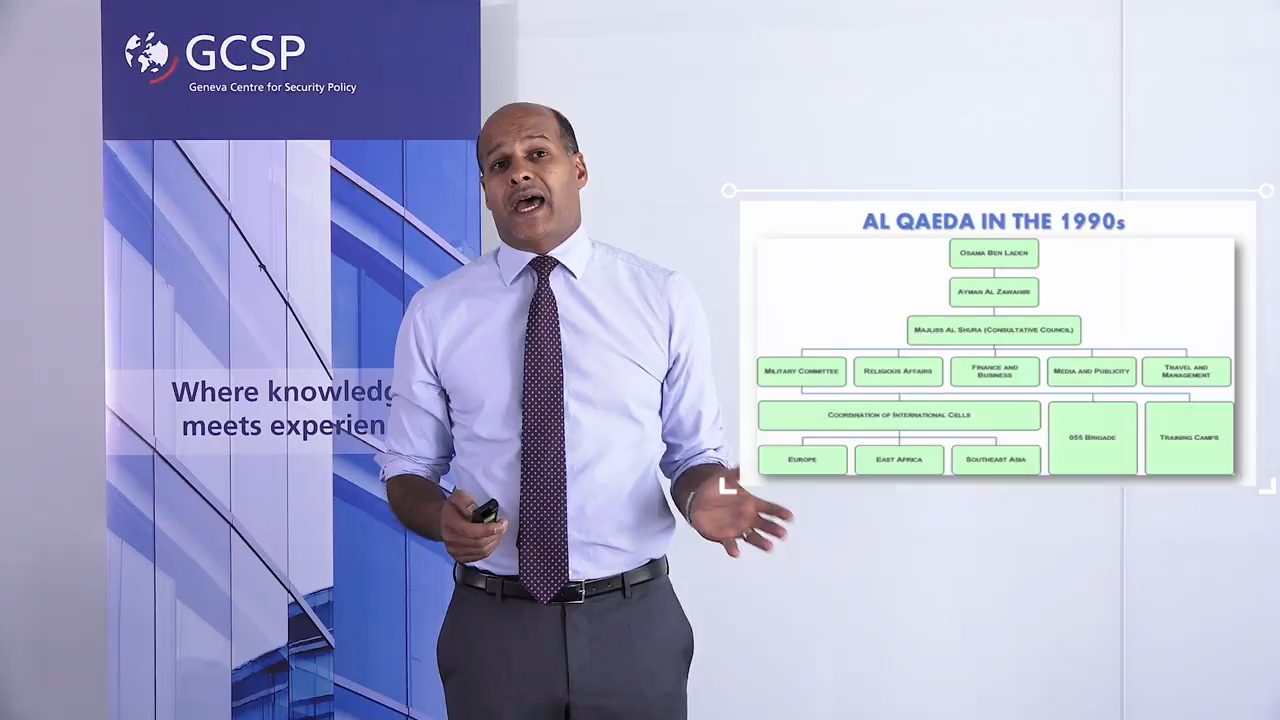 GCSP
Geneva Centre for Security Policy
Where knowledg
meets experien
AL QAEDA IN THE 1990s
OSAMA BEN LADEN
AYMAN AL ZAWAHIRI
MAJLISS AL SHURA (CONSULTATIVE COUNCIL)
MILITARY COMMITTEE
RELIGIOUS AFFAIRS
FINANCE AND
BUSINESS
MEDIA AND PUBLICITY
TRAVEL AND
MANAGEMENT
COORDINATION OF INTERNATIONAL CELLS
055 BRIGADE
TRAINING CAMPS
EUROPE
EAST AFRICA
SOUTHEAST ASIA